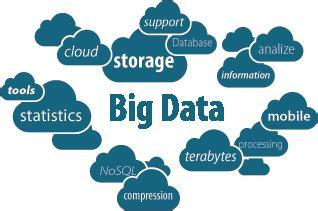 support
cloud
Database
storage
analize
information
tools
statistics
Big Data
mobile
processing
terabytes
NoSQL
compression